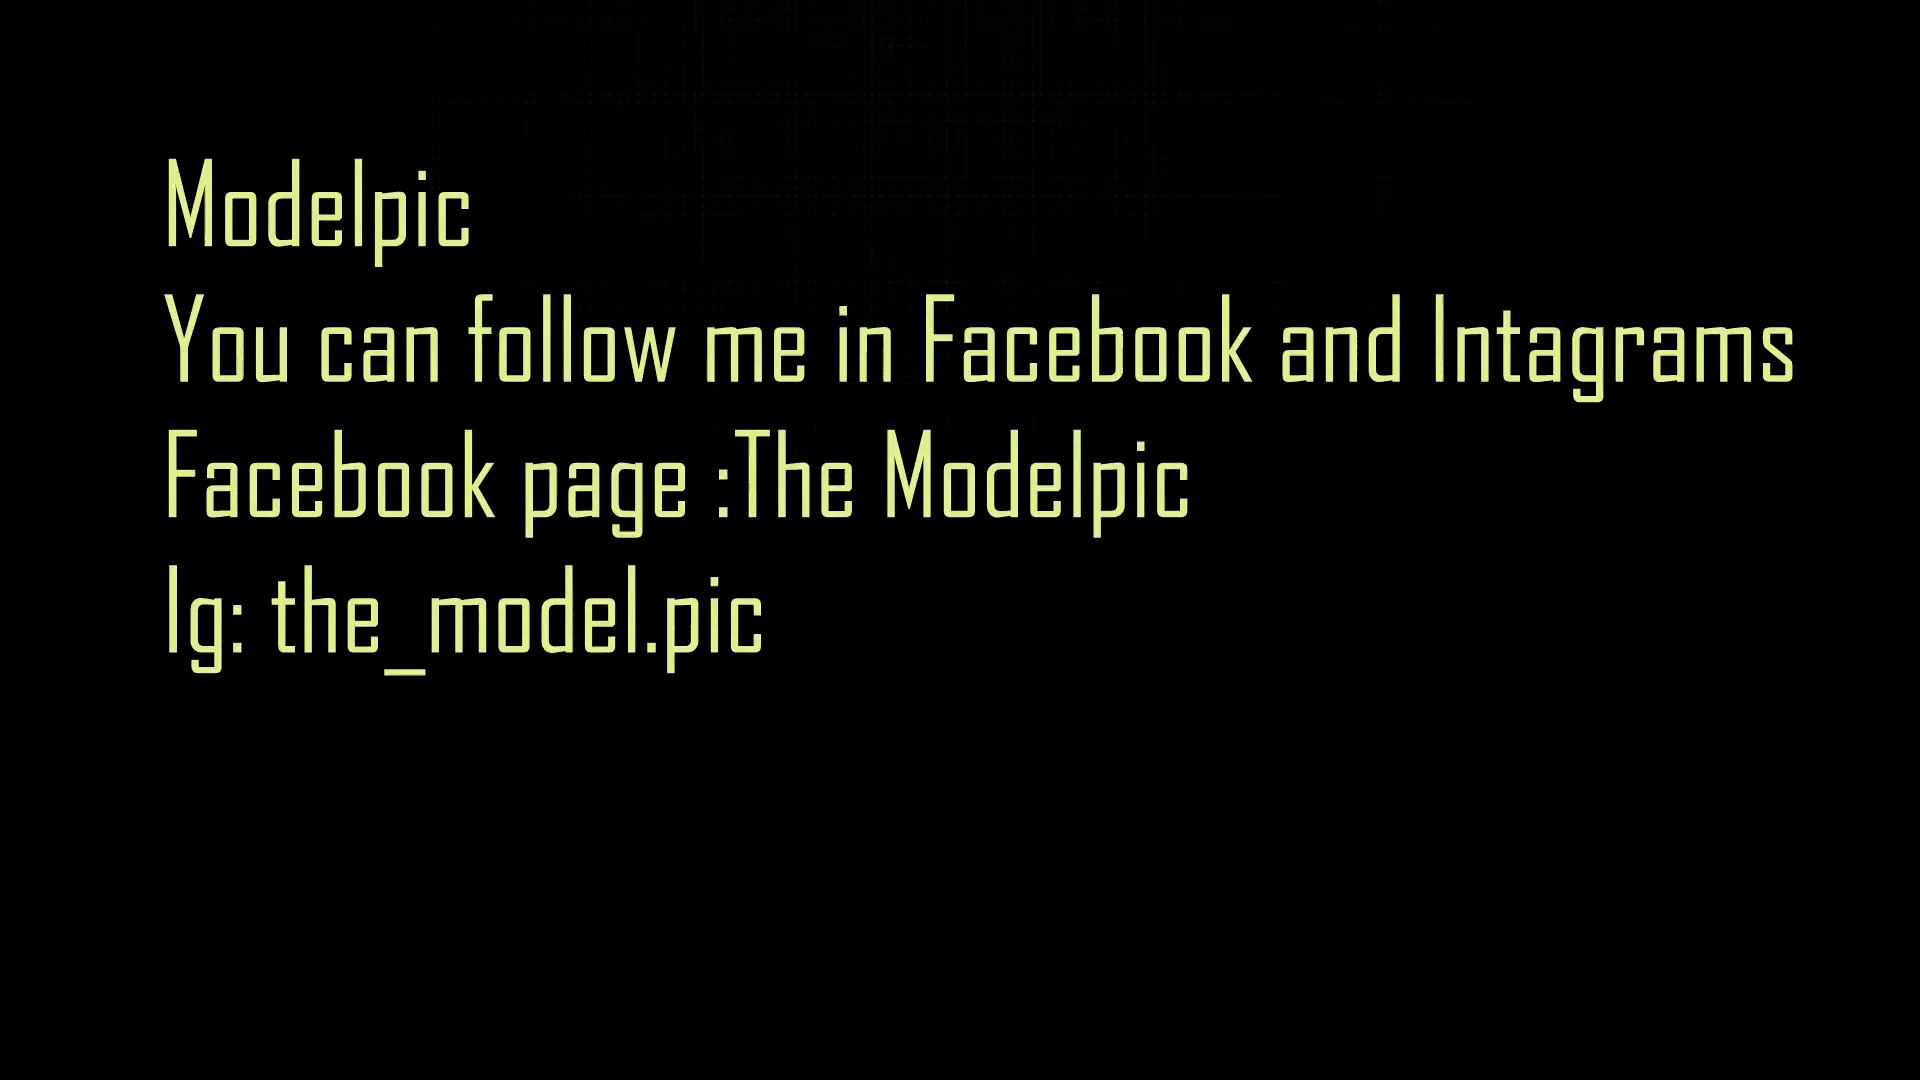 Modelpic
You can follow me in Facebook and Intagrams
Facebook page :The Modelpic
Ig: the_model.pic